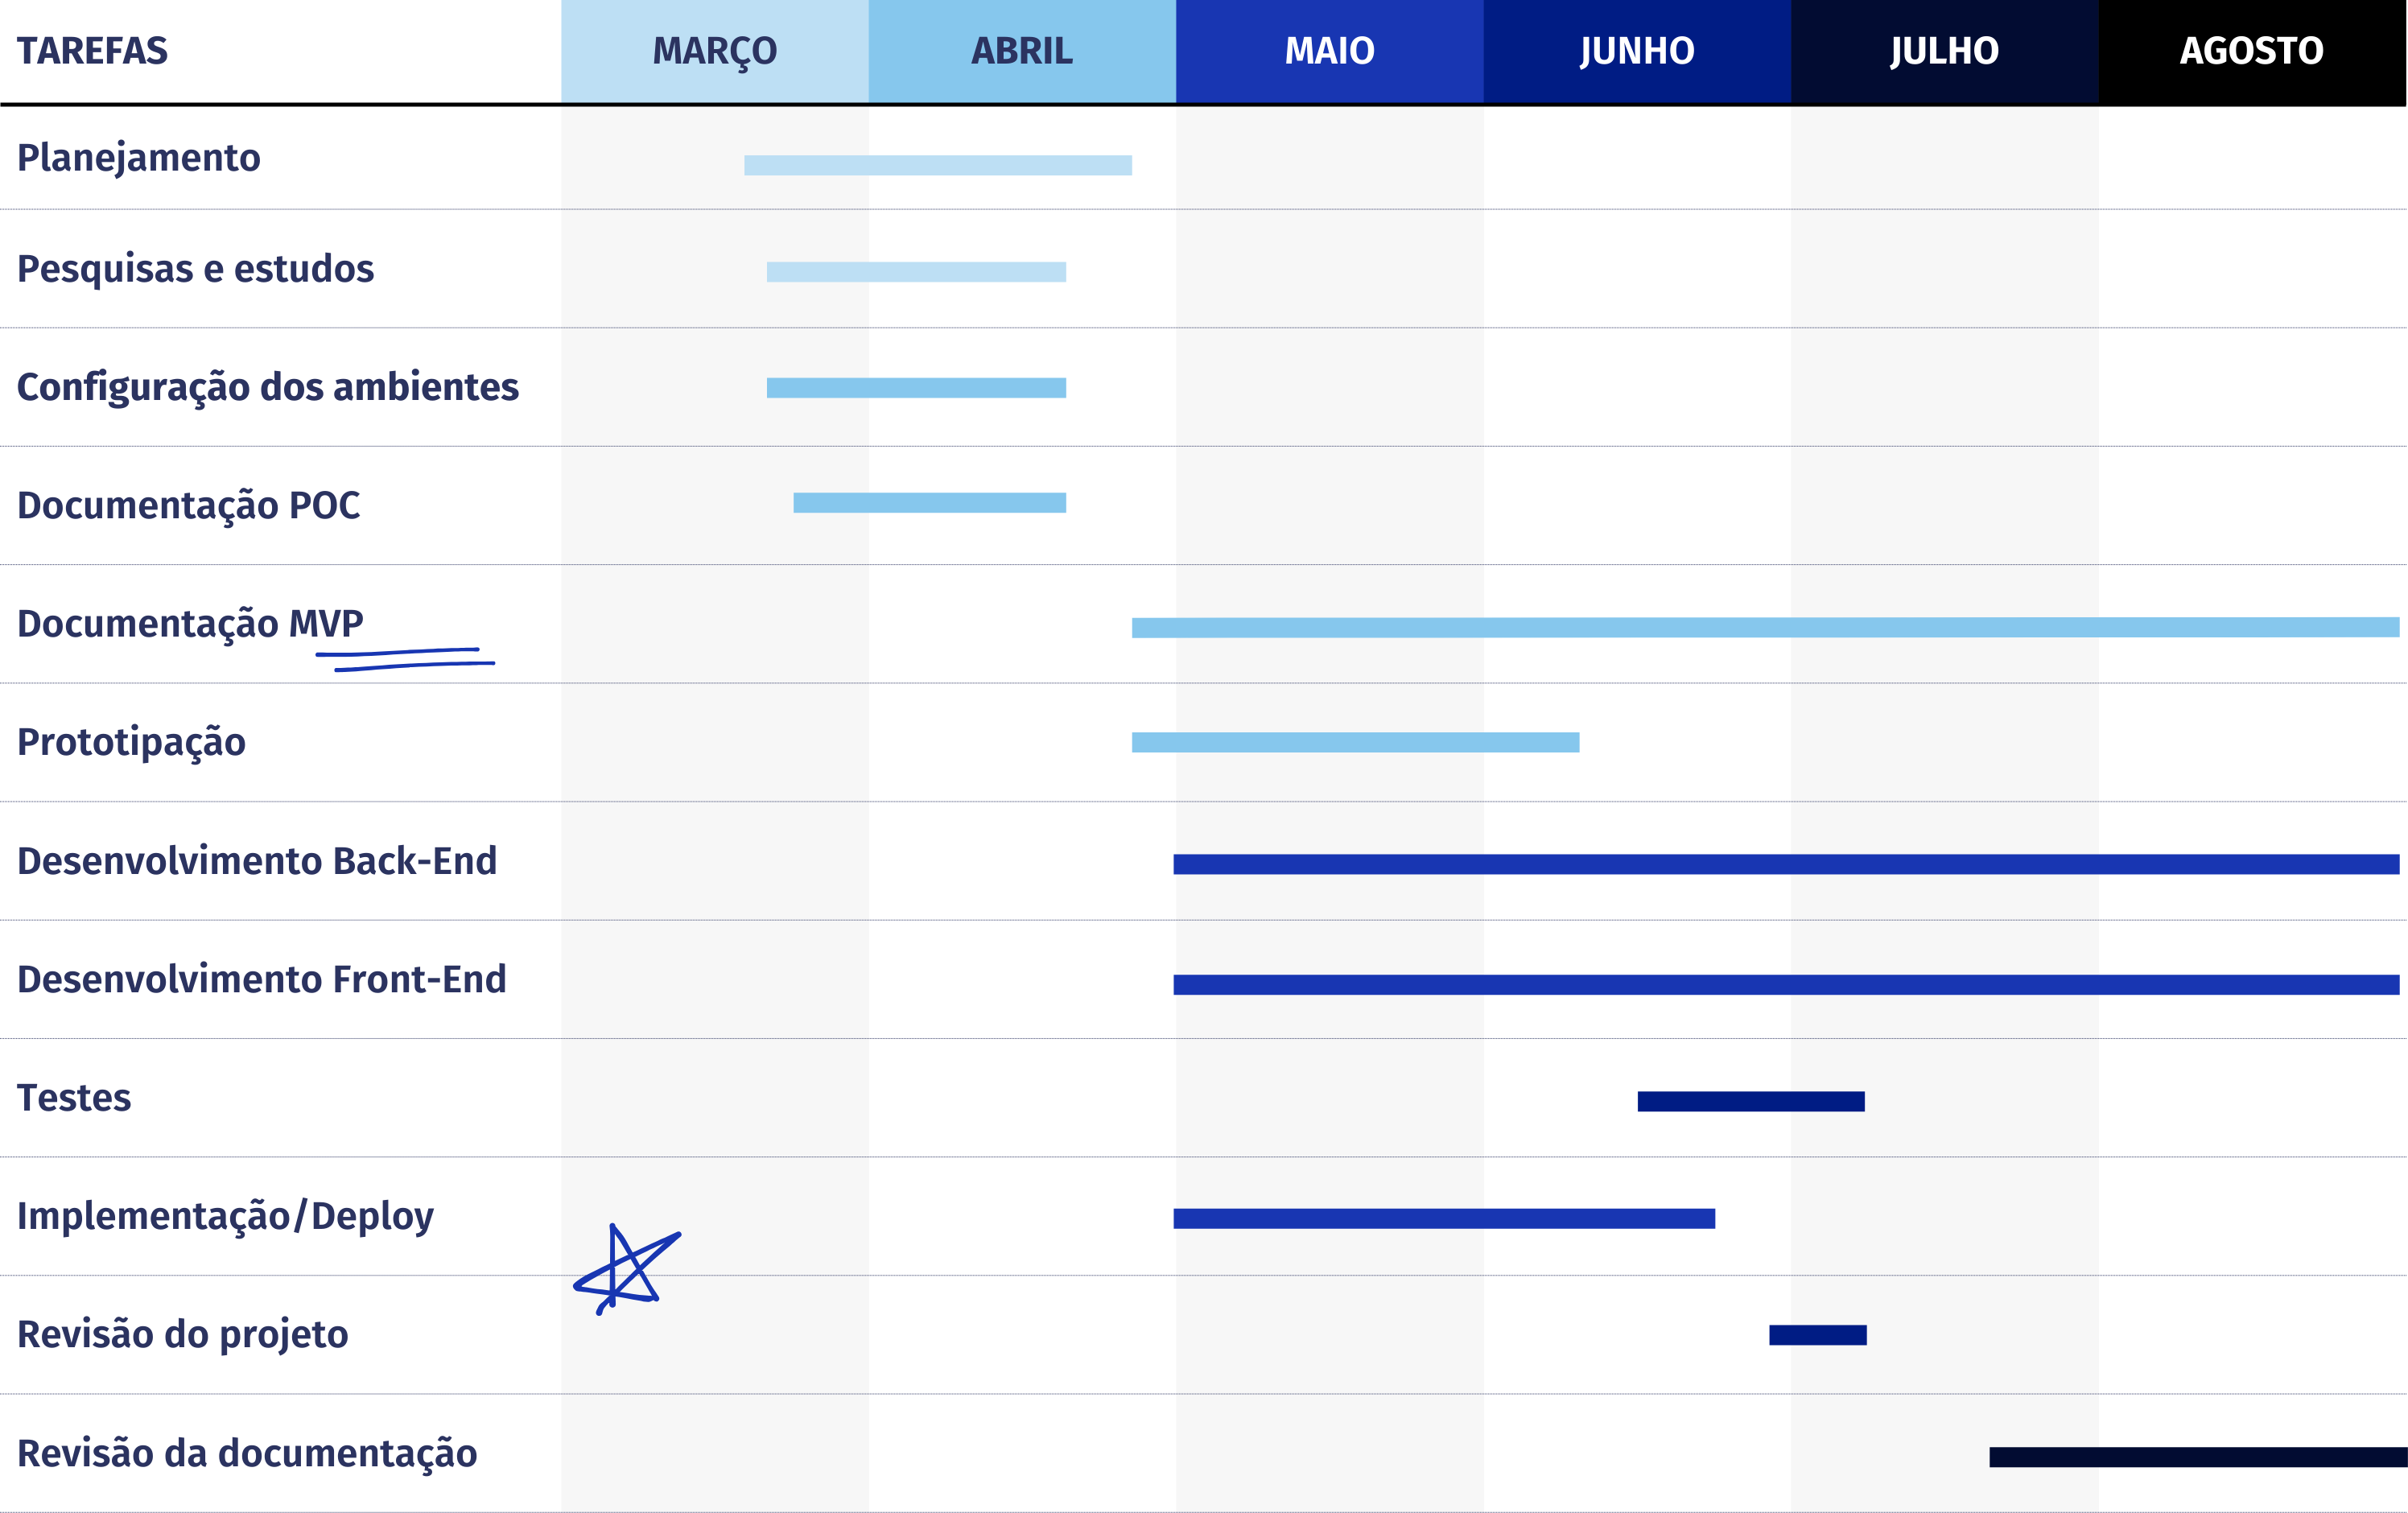 TAREFAS MARÇO ABRIL MAIO JUNHO JULHO AGOSTO
Planejamento
Pesquisas e estudos
Configuração dos ambientes
Documentação POC
Documentação MVP
Prototipação
Desenvolvimento Back-End
Desenvolvimento Front-End
Testes
Implementação/Deploy
Revisão do projeto
Revisão da documentação